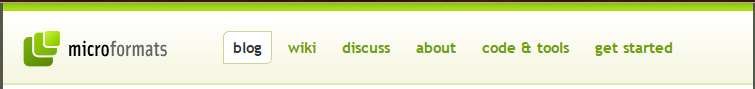 microformats blog wiki discuss about code & tools get started